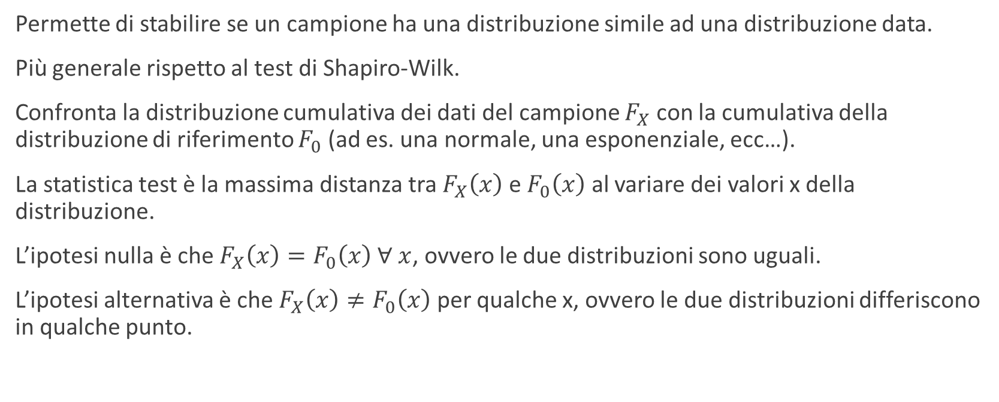 Permette di stabilire se un campione ha una distribuzione simile ad una distribuzione data.
Più generale rispetto al test di Shapiro-Wilk.
Confronta la distribuzione cumulativa dei dati del campione $F_X$ con la cumulativa della
distribuzione di riferimento $F_0$ (ad es. una normale, una esponenziale, ecc...).
La statistica test è la massima distanza tra $F_X(x)$ e $F_0(x)$ al variare dei valori x della
distribuzione.
L’ipotesi nulla è che $F_X(x) = F_0(x) ∀ x$, ovvero le due distribuzioni sono uguali.
L’ipotesi alternativa è che $F_X(x) ≠ F_0(x)$ per qualche x, ovvero le due distribuzioni differiscono
in qualche punto.